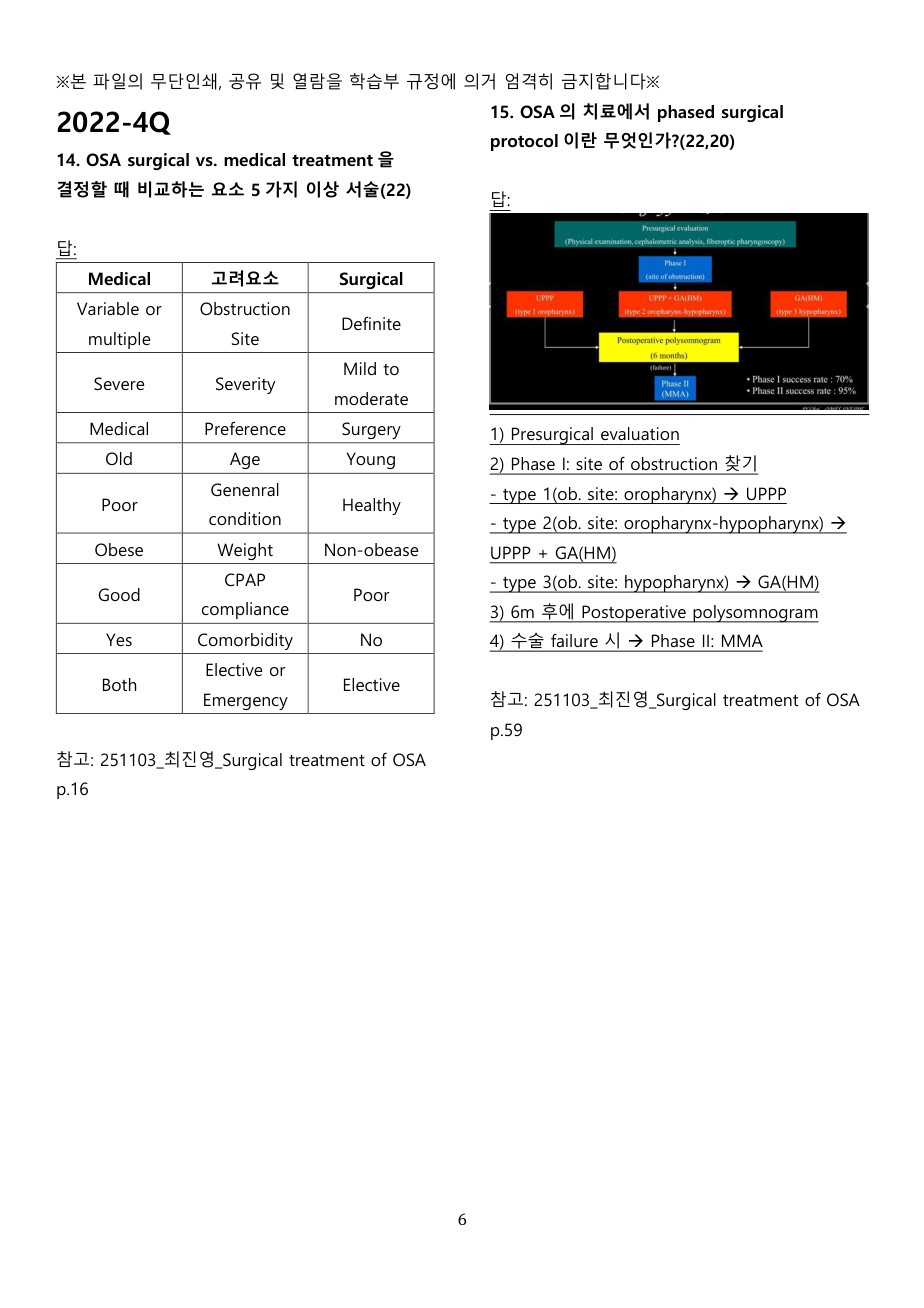 ※본 파일의 무단인쇄, 공유 및 열람을 학습부 규정에 의거 엄격히 금지합니다※
2022-4Q
14. OSA surgical vs. medical treatment 을
결정할 때 비교하는 요소 5 가지 이상 서술(22)
답:
Medical 고려요소 Surgical
Variable or multiple Obstruction Site Definite
Severe Severity Mild to moderate
Medical Preference Surgery
Old Age Young
Poor Genenral condition Healthy
Obese Weight Non-obease
Good CPAP compliance Poor
Yes Comorbidity No
Both Elective or Emergency Elective
참고: 251103_최진영_Surgical treatment of OSA
p.16
15. OSA 의 치료에서 phased surgical
protocol 이란 무엇인가?(22,20)
답:
Presurgical evaluation
(Physical examination, cephalometric analysis, fiberoptic pharyngoscopy)
Phase I
(site of obstruction)
UPPP
(type 1 oropharynx)
UPPP + GA(HM)
(type 2 oropharynx-hypopharynx)
GA(HM)
(type 3 hypopharynx)
Postoperative polysomnogram
(6 months)
(failure)
Phase II
(MMA)
• Phase I success rate : 70%
• Phase II success rate : 95%
1) Presurgical evaluation
2) Phase I: site of obstruction 찾기
- type 1(ob. site: oropharynx) → UPPP
- type 2(ob. site: oropharynx-hypopharynx) →
UPPP + GA(HM)
- type 3(ob. site: hypopharynx) → GA(HM)
3) 6m 후에 Postoperative polysomnogram
4) 수술 failure 시 → Phase II: MMA
참고: 251103_최진영_Surgical treatment of OSA
p.59
6